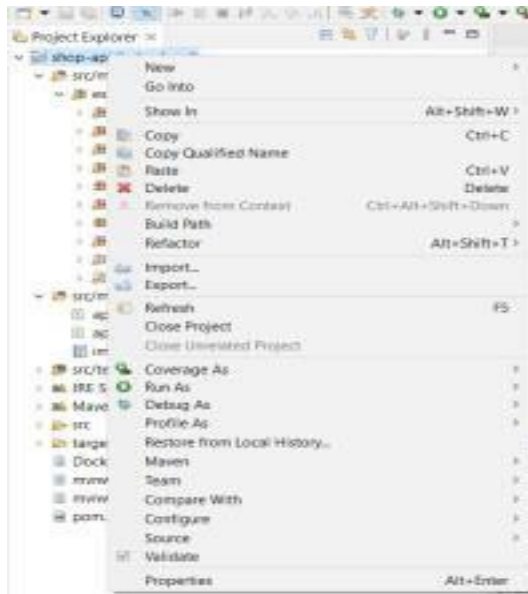 Project Explorer
shop-ap
New
Go Into
src/m
Show In Alt+Shift+W
Copy Ctrl+C
Copy Qualified Name
Paste Ctrl+V
Delete Delete
Remove from Context Ctrl+Alt+Shift+Down
Build Path
Refactor Alt+Shift+T
Import...
Export...
src/m
Refresh F5
Close Project
Close Unrelated Project
src/te
Coverage As
JRE S
Run As
Mave
Debug As
src
Profile As
targe
Restore from Local History...
Dock
Maven
mvnw
Team
mvnw
Compare With
pom.
Configure
Source
Validate
Properties Alt+Enter